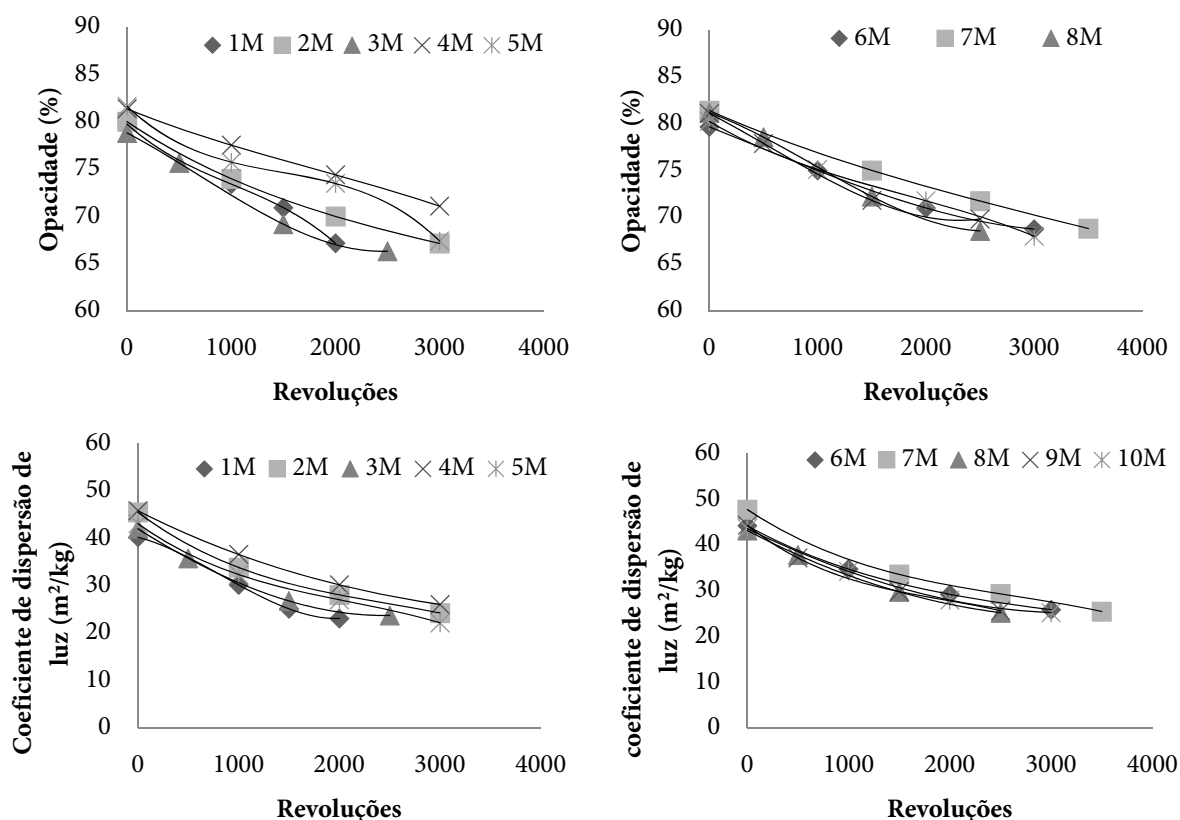 90
85
80
75
70
65
60
Opacidade (%)
1M 2M 3M 4M 5M
0 1000 2000 3000 4000
Revoluções
90
85
80
75
70
65
60
Opacidade (%)
6M 7M 8M
0 1000 2000 3000 4000
Revoluções
60
50
40
30
20
10
0
Coeficiente de dispersão de
luz (m²/kg)
1M 2M 3M 4M 5M
0 1000 2000 3000 4000
Revoluções
60
50
40
30
20
10
0
coeficiente de dispersão de
luz (m²/kg)
6M 7M 8M 9M 10M
0 1000 2000 3000 4000
Revoluções